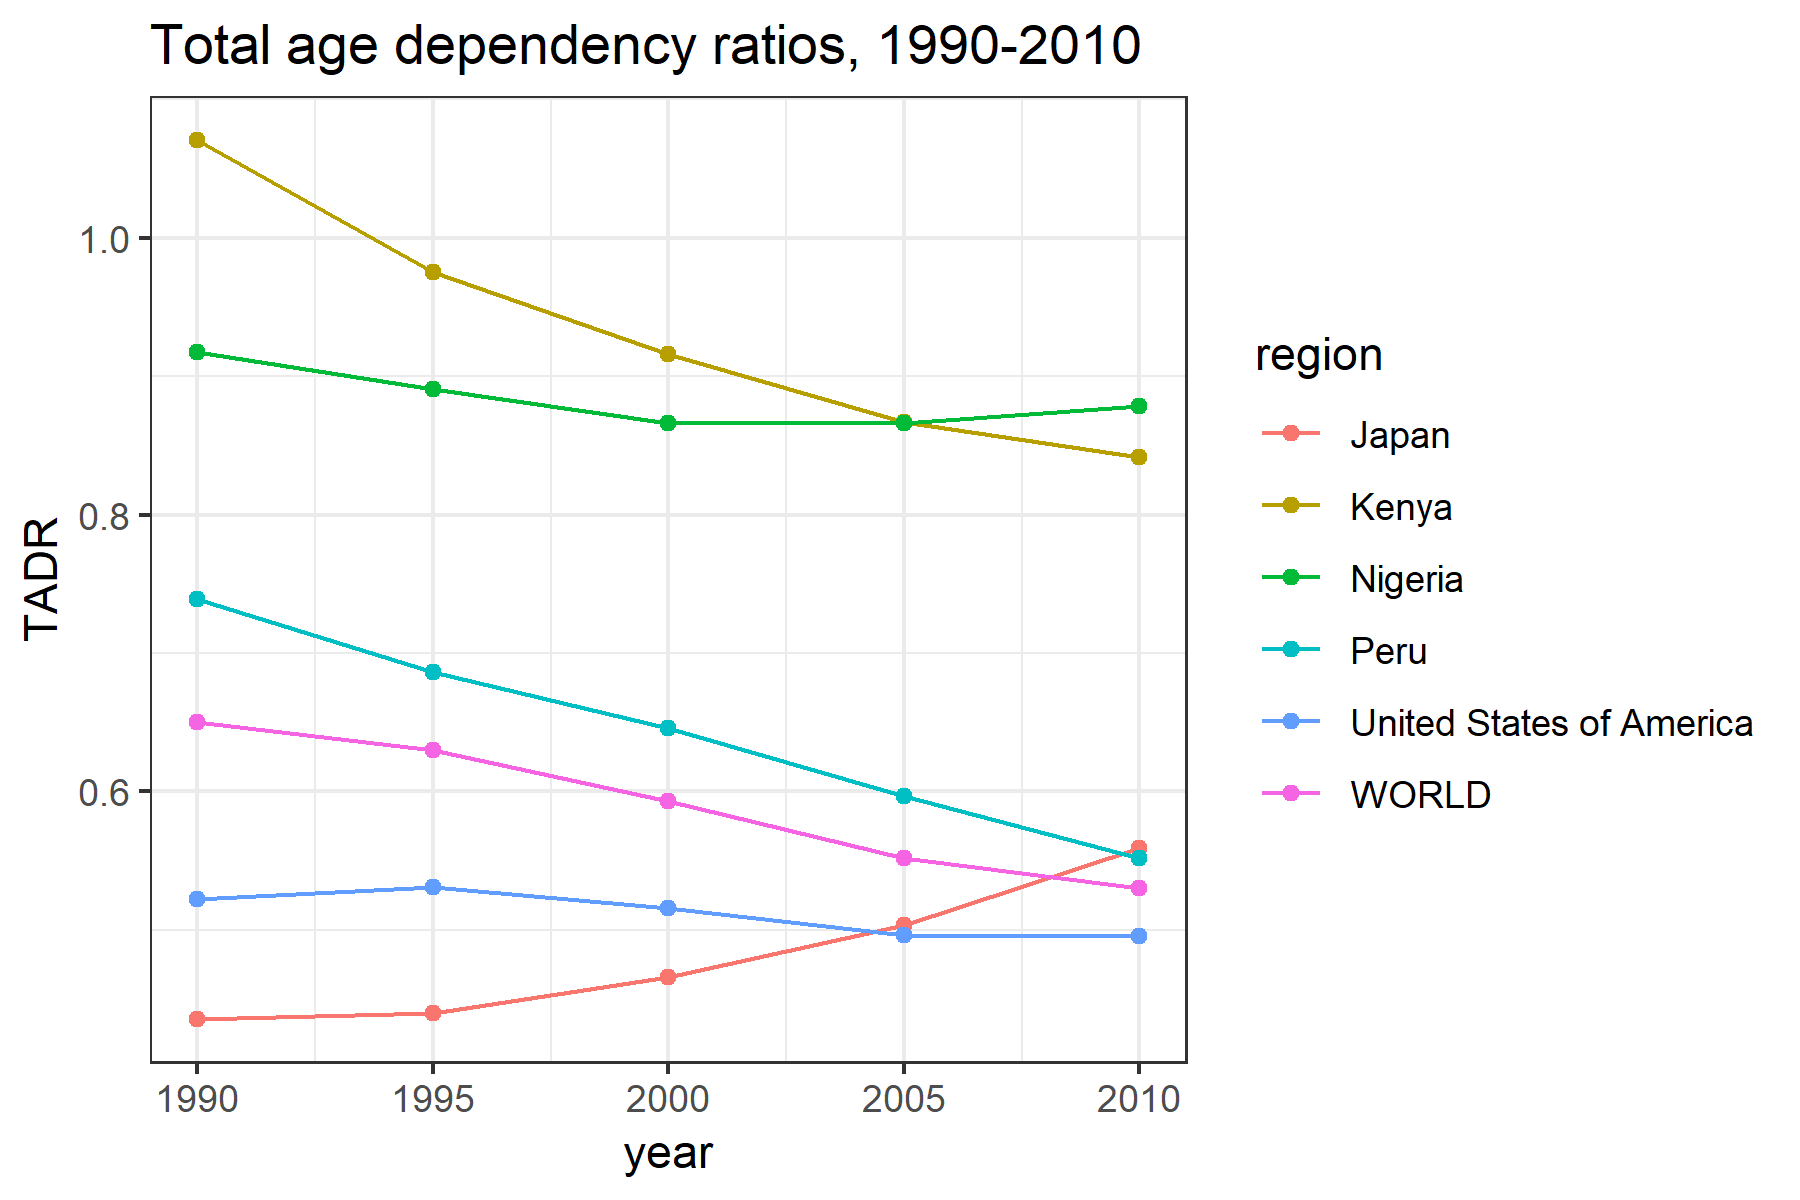 Total age dependency ratios, 1990-2010
1.0
0.8
0.6
TADR
1990 1995 2000 2005 2010
year
region
Japan
Kenya
Nigeria
Peru
United States of America
WORLD